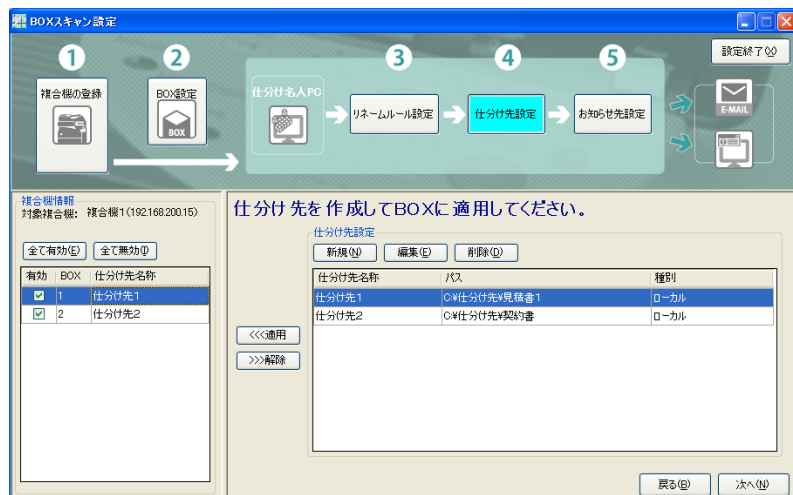 BOXスキャン設定
設定終了(X)
1
2
3
4
5
複合機の登録
BOX設定
BOX
仕分け名人PC
リネームルール設定
仕分け先設定
お知らせ先設定
E-MAIL
複合機情報
対象複合機: 複合機1(192.168.200.15)
全て有効(E) 全て無効(I)
有効 BOX 仕分け先名称
1 仕分け先1
2 仕分け先2
仕分け先を作成してBOXに適用してください。
仕分け先設定
新規(N) 編集(E) 削除(D)
仕分け先名称 パス 種別
仕分け先1 C:¥仕分け先¥見積書1 ローカル
仕分け先2 C:¥仕分け先¥契約書 ローカル
<<<適用
>>>解除
戻る(B) 次へ(N)